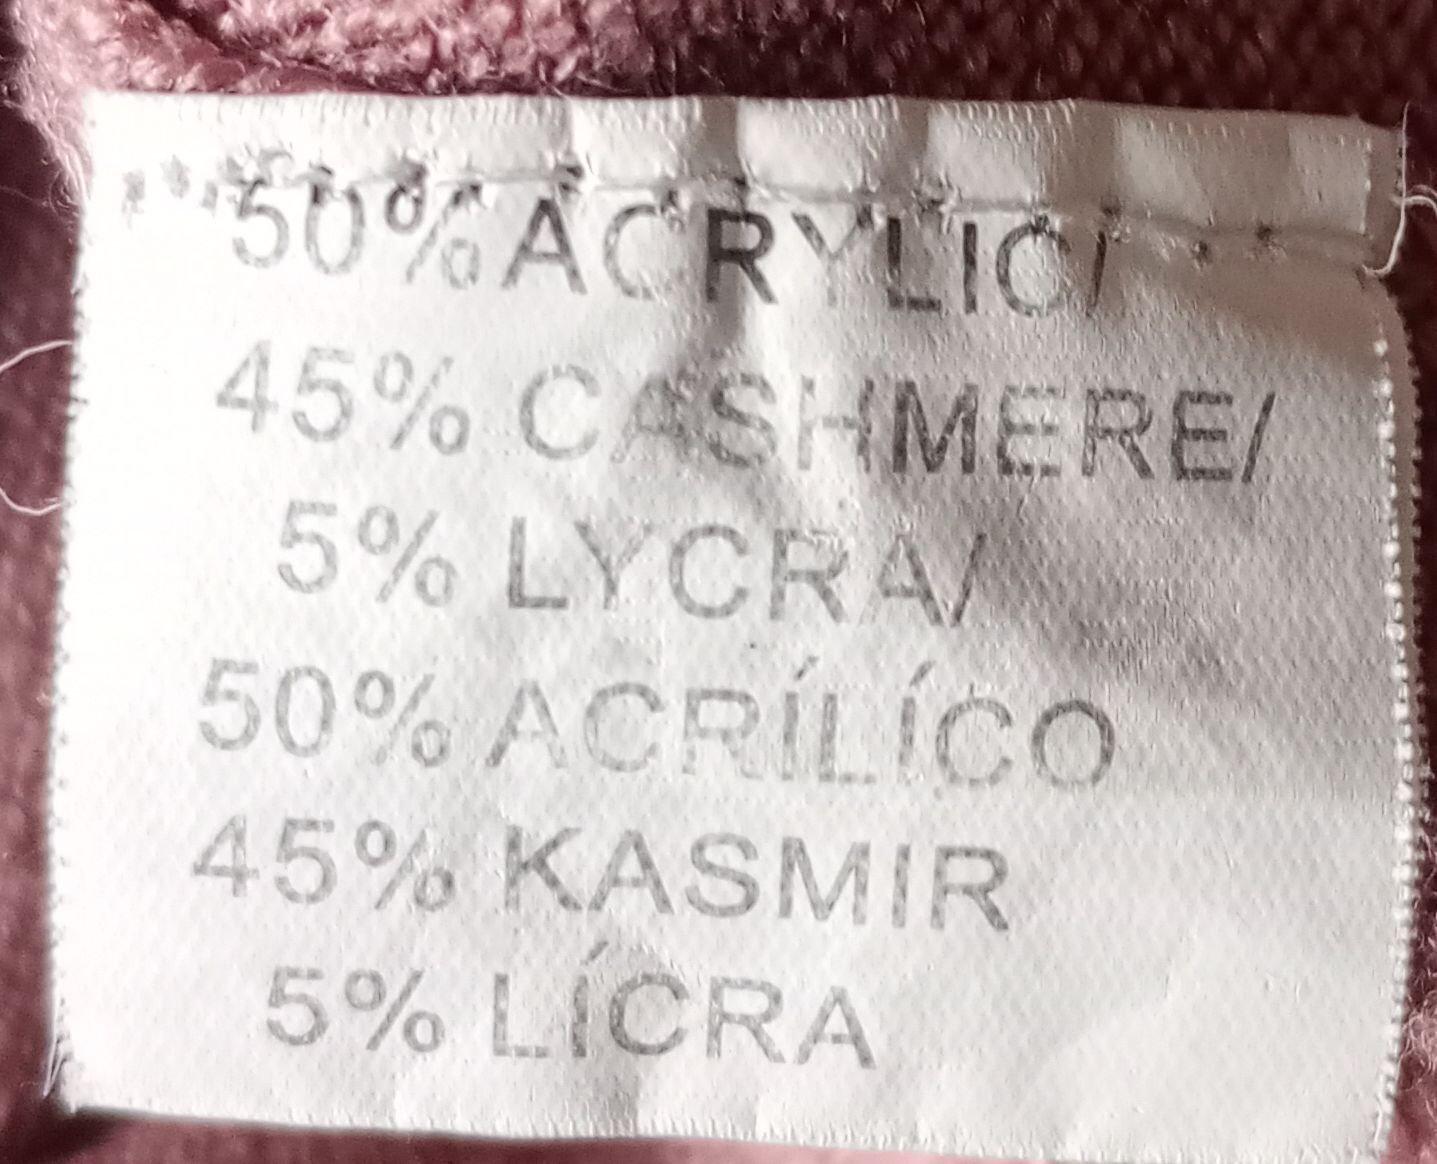 50% ACRYLIC/
45% CASHMERE/
5% LYCRA/
50% ACRÍLÍCO
45% KASMIR
5% LÍCRA